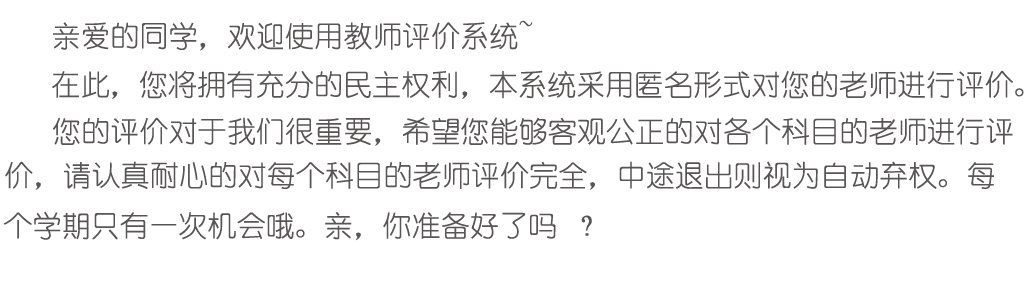 亲爱的同学，欢迎使用教师评价系统~
在此，您将拥有充分的民主权利，本系统采用匿名形式对您的老师进行评价。
您的评价对于我们很重要，希望您能够客观公正的对各个科目的老师进行评
价，请认真耐心的对每个科目的老师评价完全，中途退出则视为自动弃权。每
个学期只有一次机会哦。亲，你准备好了吗 ？